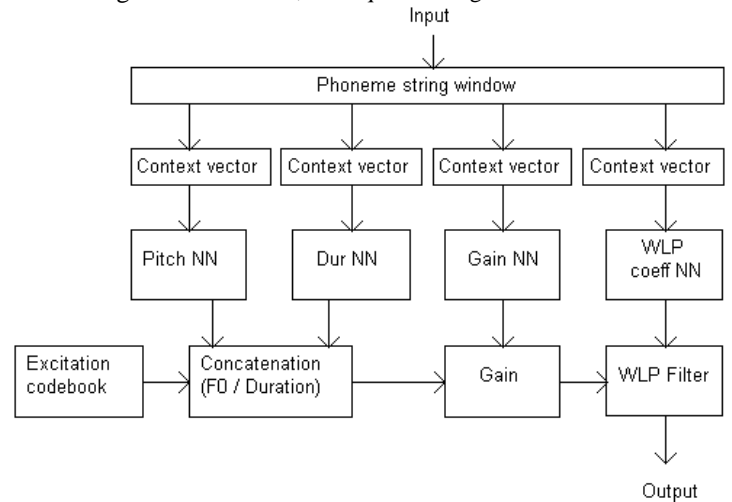 Input
Phoneme string window
Context vector
Context vector
Context vector
Context vector
Pitch NN
Dur NN
Gain NN
WLP
coeff NN
Excitation
codebook
Concatenation
(F0 / Duration)
Gain
WLP Filter
Output